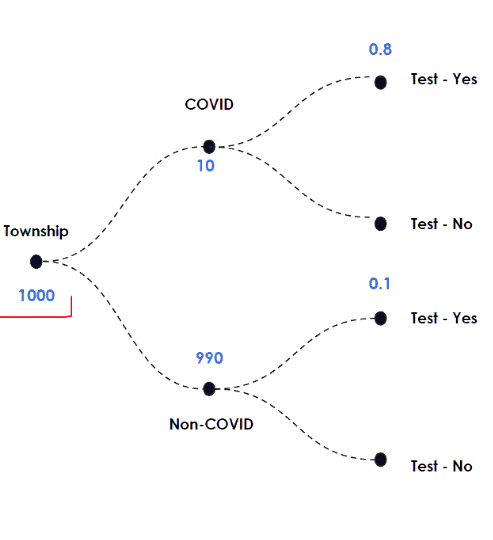 0.8
Test - Yes
COVID
10
Test - No
Township
1000
0.1
Test - Yes
990
Non-COVID
Test - No